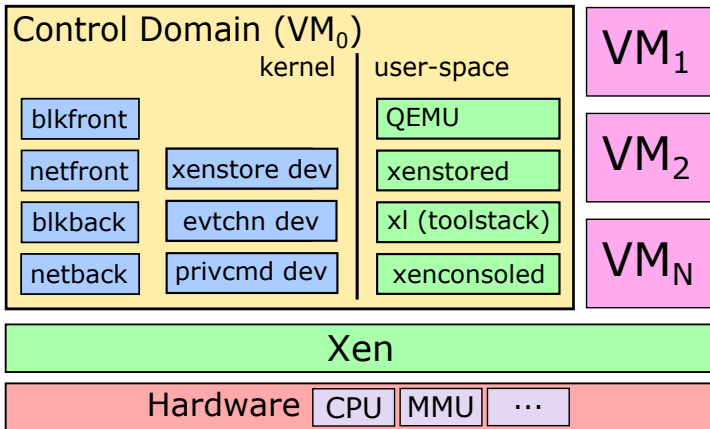 Control Domain (VM₀)
kernel
user-space
blkfront
netfront
blkback
netback
xenstore dev
evtchn dev
privcmd dev
QEMU
xenstored
xl (toolstack)
xenconsoled
VM₁
VM₂
VM_N
Xen
Hardware CPU MMU ...